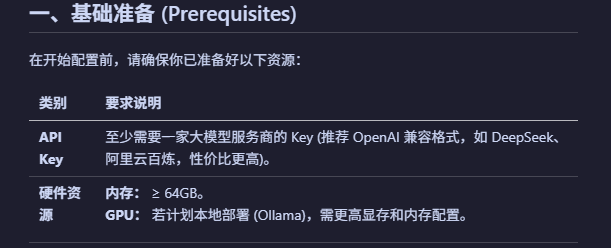 一、基础准备 (Prerequisites)
在开始配置前，请确保你已准备好以下资源：
类别 要求说明
API Key 至少需要一家大模型服务商的 Key (推荐 OpenAI 兼容格式，如 DeepSeek、
阿里云百炼，性价比更高)。
硬件资源 内存： ≥ 64GB。
GPU： 若计划本地部署 (Ollama)，需更高显存和内存配置。